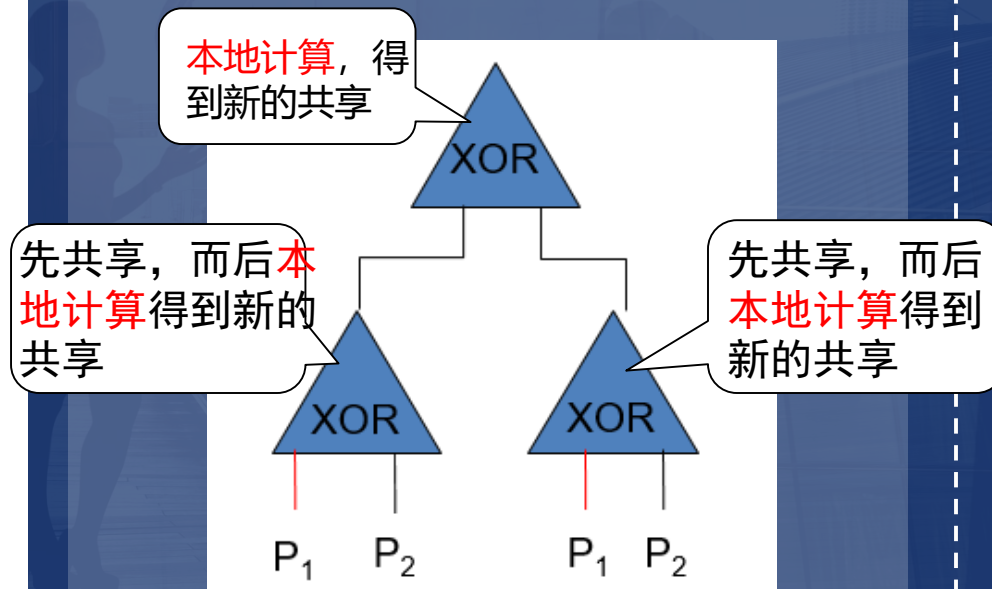 本地计算，得
到新的共享
XOR
先共享，而后本
地计算得到新的
共享
先共享，而后
本地计算得到
新的共享
XOR
XOR
P₁
P₂
P₁
P₂